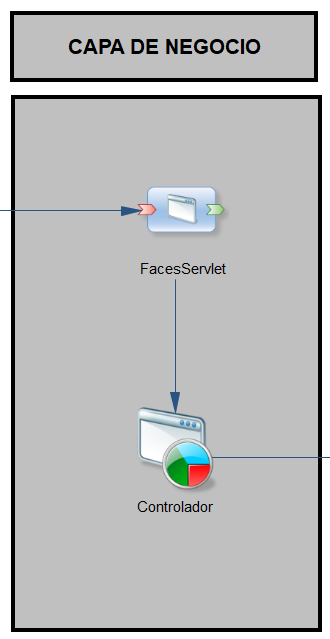 CAPA DE NEGOCIO
FacesServlet
Controlador